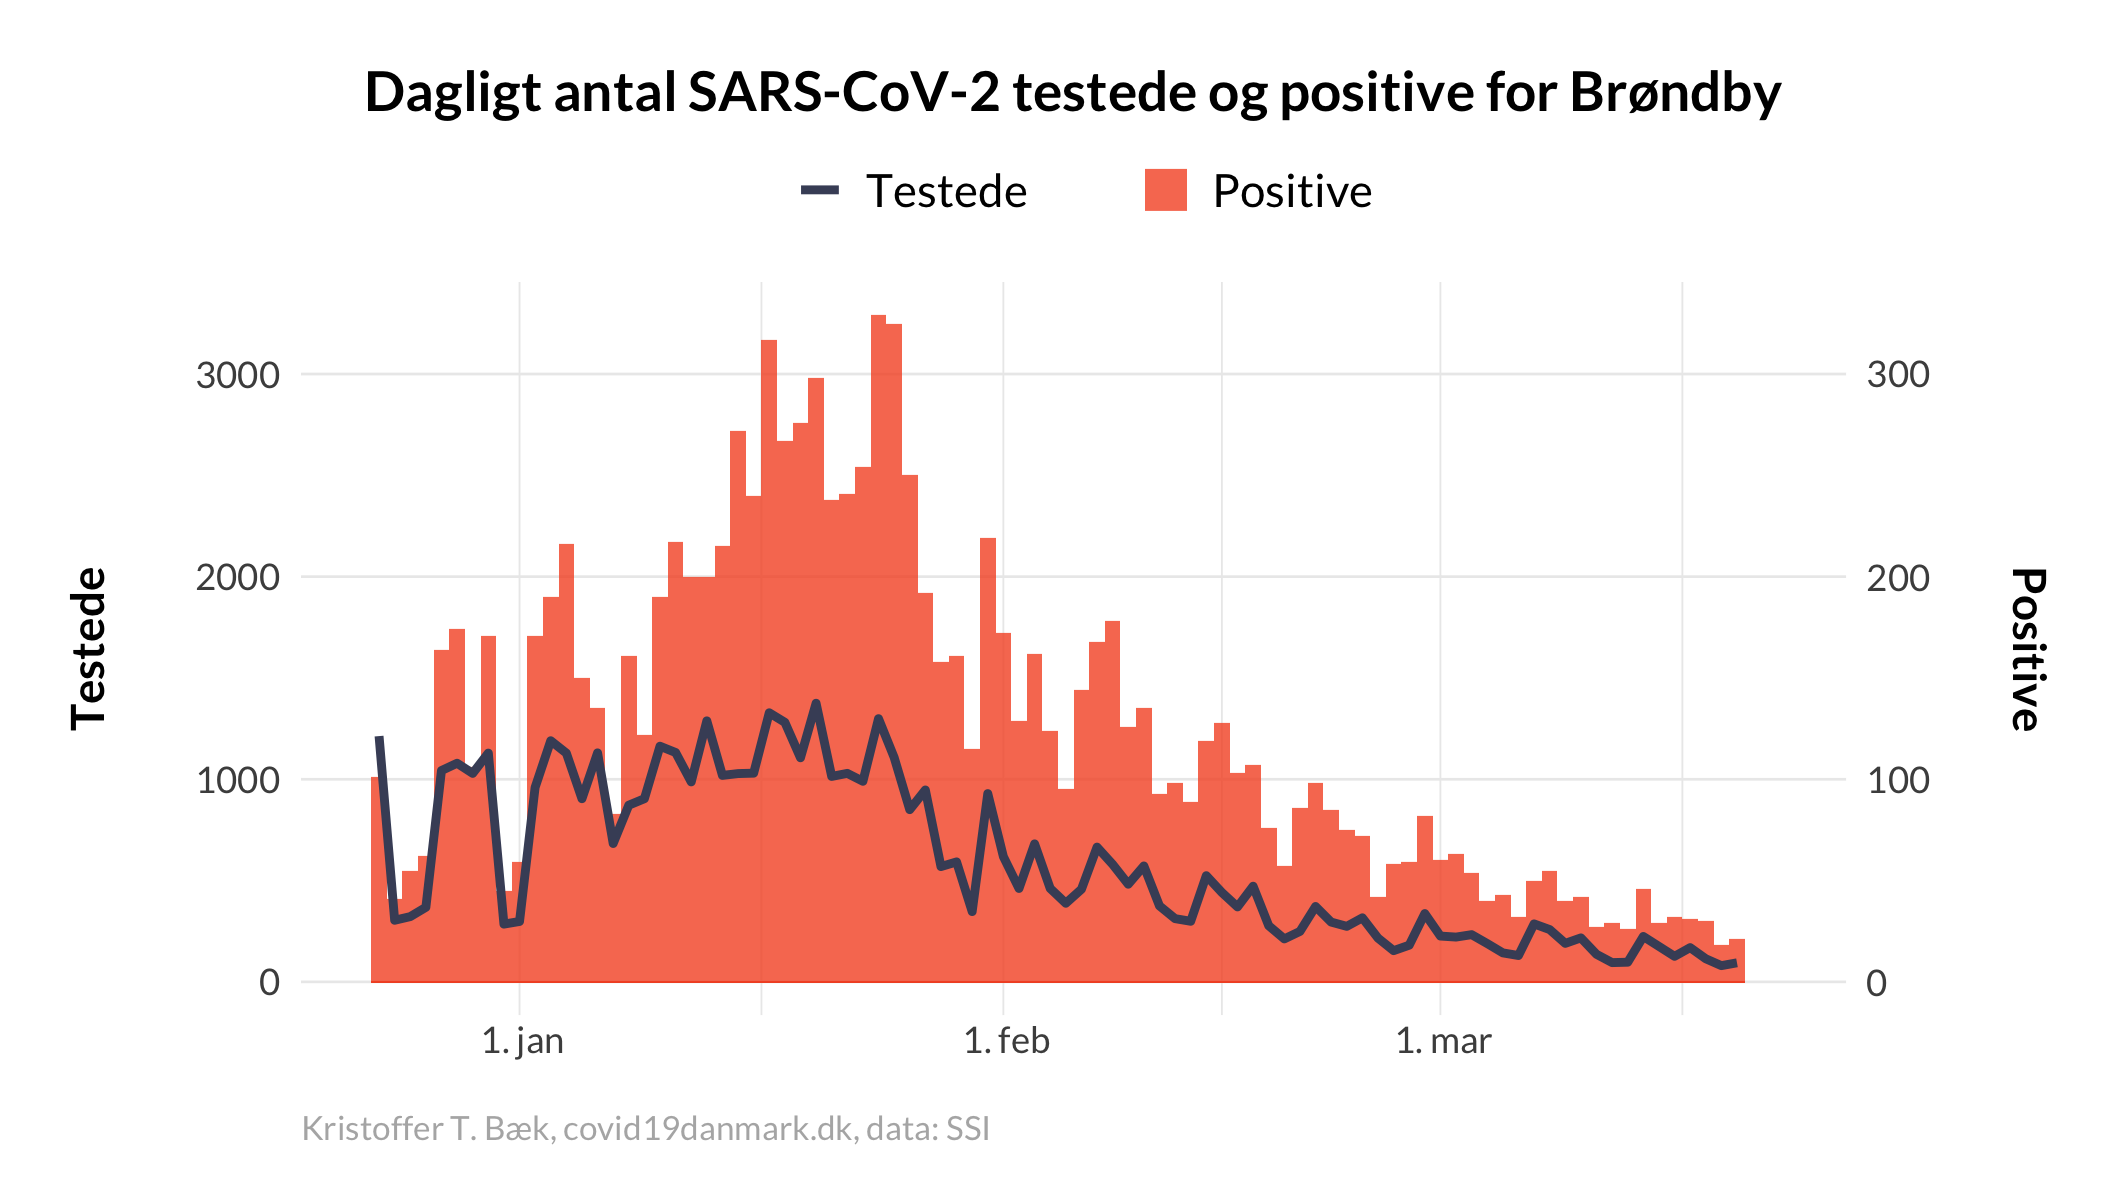 Dagligt antal SARS-CoV-2 testede og positive for Brøndby
Testede Positive
3000 300
2000 200
1000 100
0 0
Testede
Positive
1. jan 1. feb 1. mar
Kristoffer T. Bæk, covid19danmark.dk, data: SSI